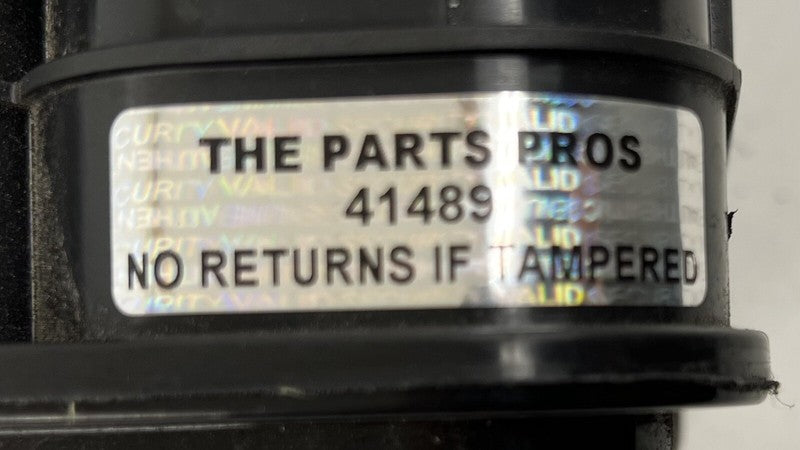 THE PARTS PROS
41489
NO RETURNS IF TAMPERED